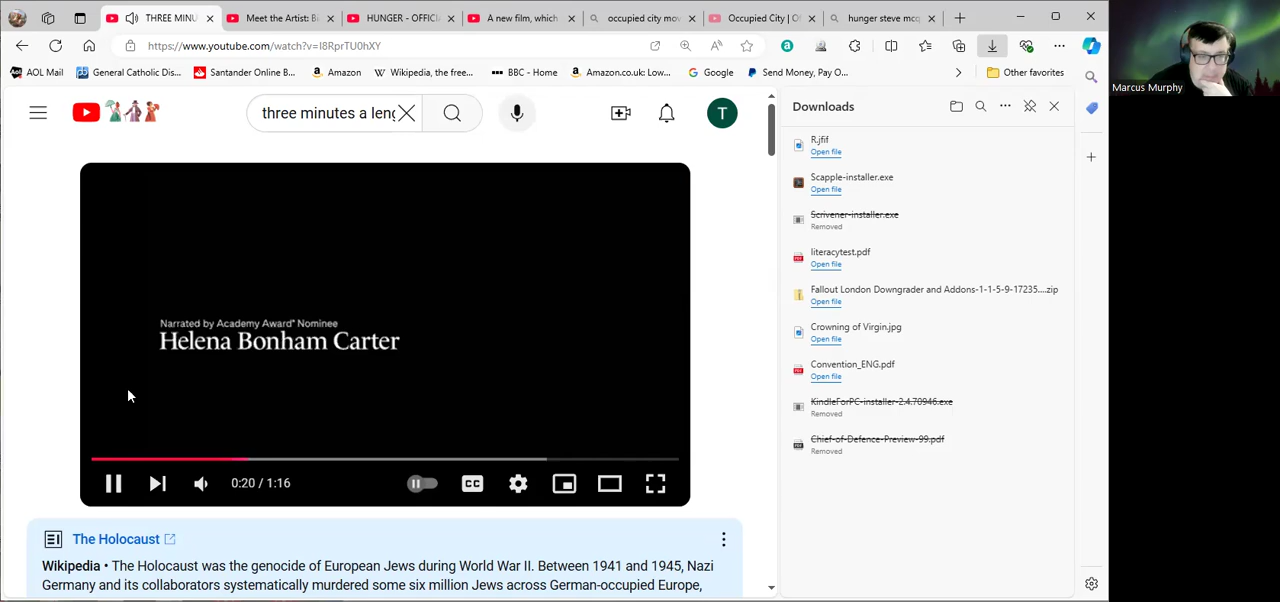 THREE MINU
Meet the Artist: B
HUNGER - OFFICI
A new film, which
occupied city mov
Occupied City | O
hunger steve mcq
https://www.youtube.com/watch?v=I8RprTU0hXY
AOL Mail
General Catholic Dis...
Santander Online B...
Amazon
Wikipedia, the free...
BBC - Home
Amazon.co.uk: Low...
Google
Send Money, Pay O...
Other favorites
three minutes a leng
T
Narrated by Academy Award® Nominee
Helena Bonham Carter
0:20 / 1:16
CC
The Holocaust
Wikipedia • The Holocaust was the genocide of European Jews during World War II. Between 1941 and 1945, Nazi
Germany and its collaborators systematically murdered some six million Jews across German-occupied Europe,
Downloads
R.jfif
Open file
Scapple-installer.exe
Open file
Scrivener-installer.exe
Removed
literacytest.pdf
Open file
Fallout London Downgrader and Addons-1-1-5-9-17235....zip
Open file
Crowning of Virgin.jpg
Open file
Convention_ENG.pdf
Open file
KindleForPC-installer-2.4.70946.exe
Removed
Chief-of-Defence-Preview-99.pdf
Removed
Marcus Murphy